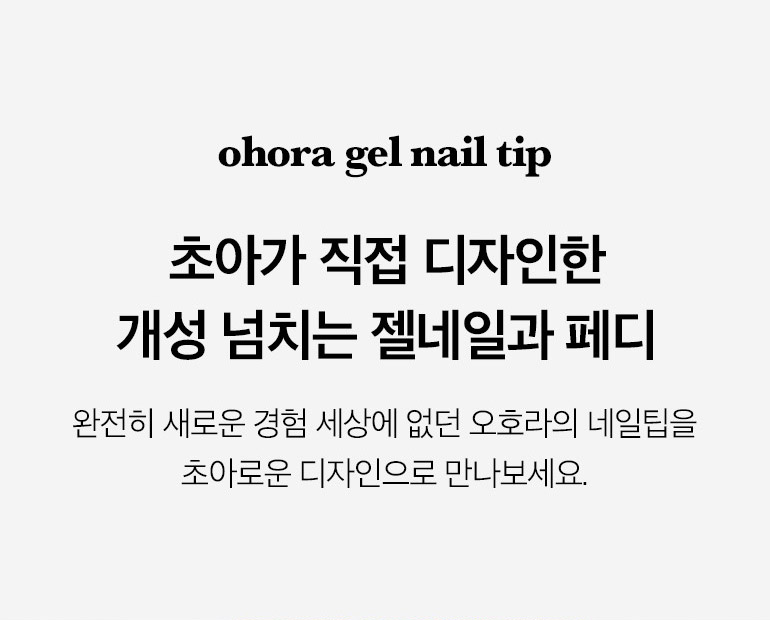 ohora gel nail tip
초아가 직접 디자인한
개성 넘치는 젤네일과 페디
완전히 새로운 경험 세상에 없던 오호라의 네일팁을
초아로운 디자인으로 만나보세요.